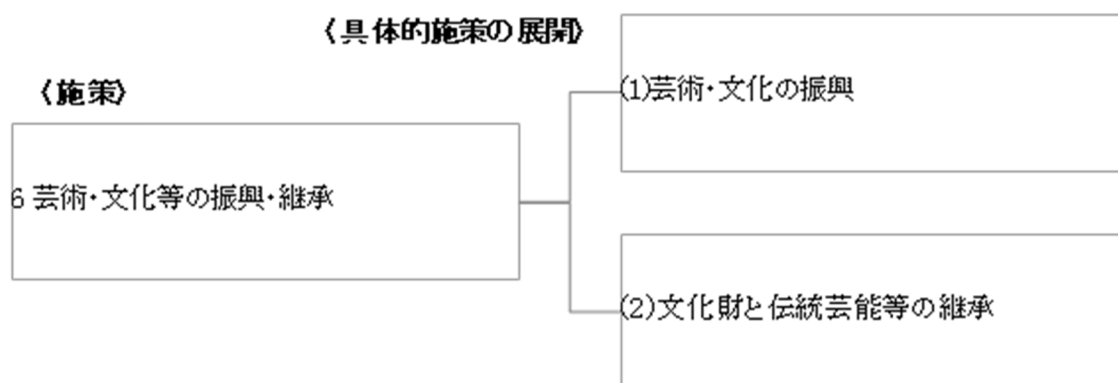 〈具体的施策の展開〉
〈施策〉
(1)芸術・文化の振興
6 芸術・文化等の振興・継承
(2)文化財と伝統芸能等の継承